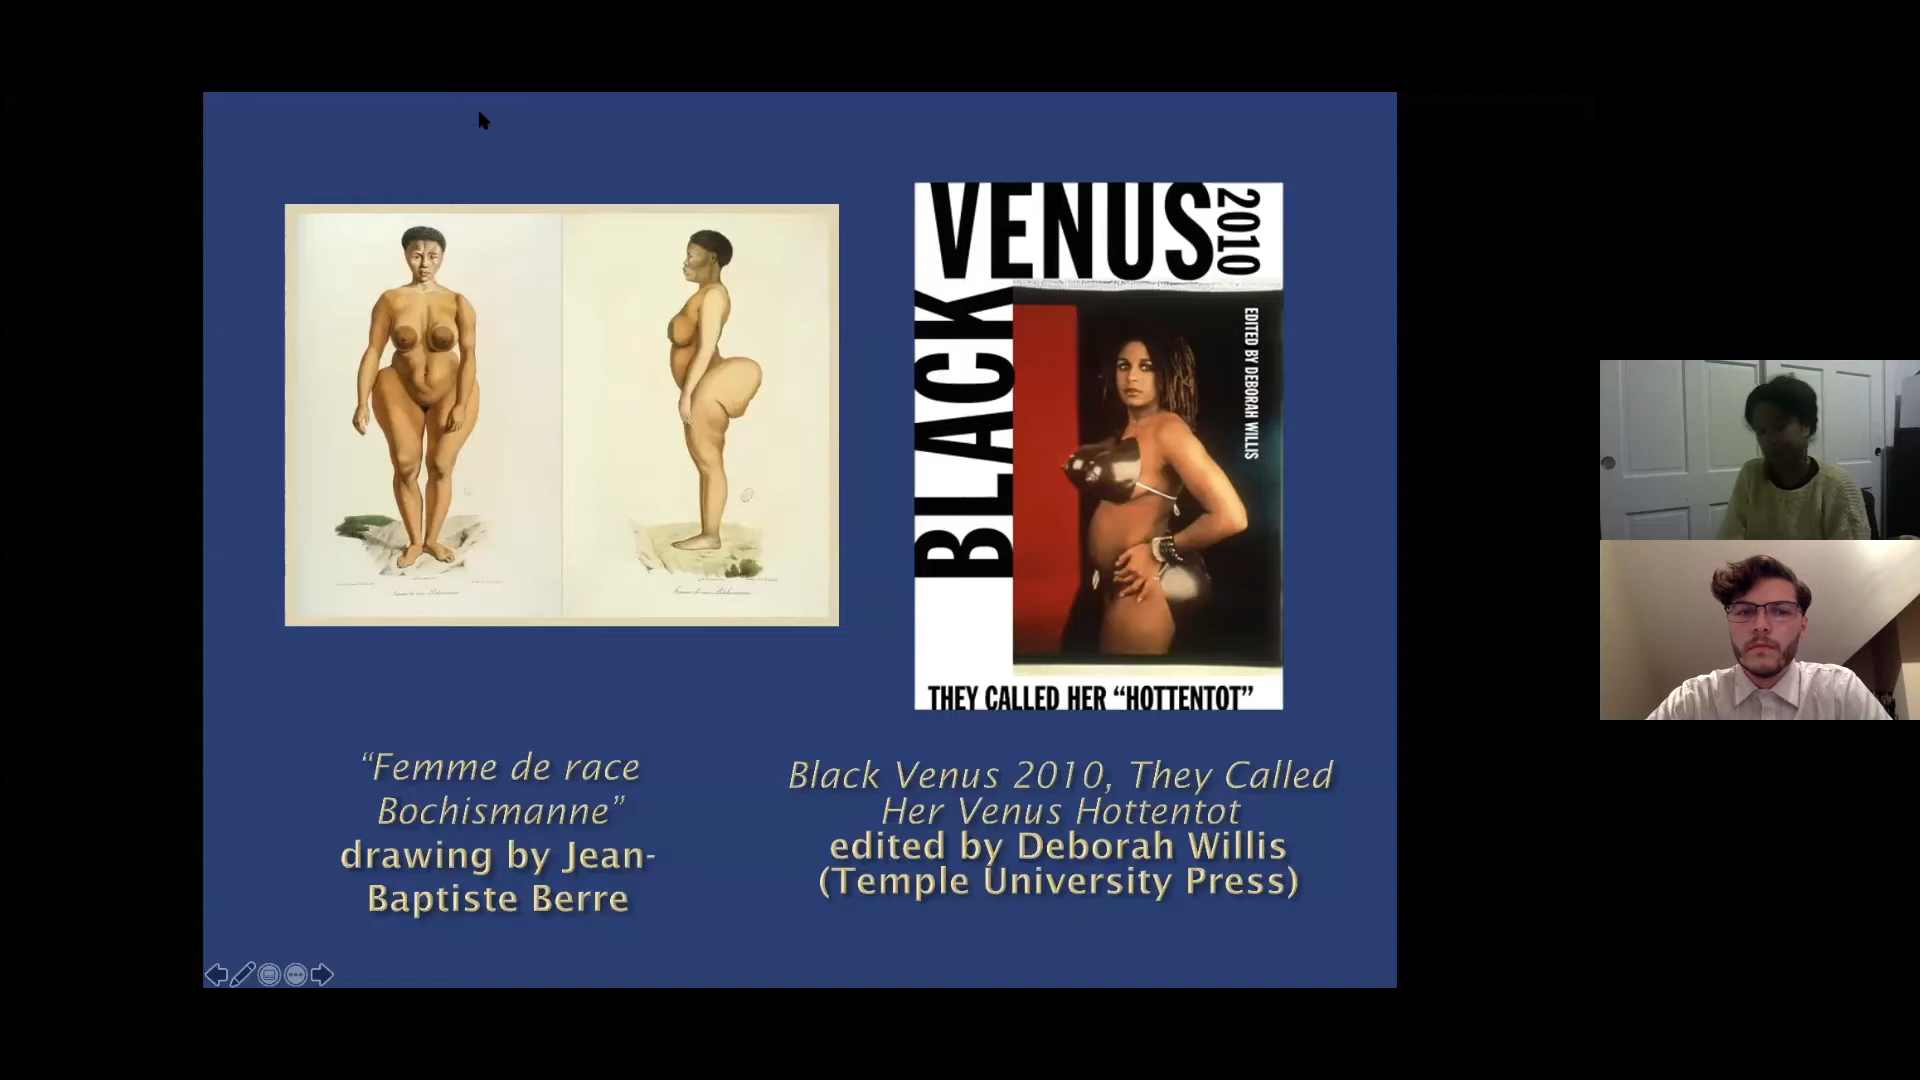 VENUS
2010
BLACK
EDITED BY DEBORAH WILLIS
THEY CALLED HER “HOTTENTOT”
“Femme de race
Bochismanne”
drawing by Jean-
Baptiste Berre
Black Venus 2010, They Called
Her Venus Hottentot
edited by Deborah Willis
(Temple University Press)